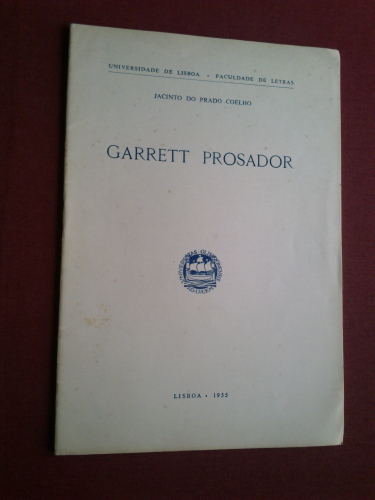 UNIVERSIDADE DE LISBOA • FACULDADE DE LETRAS
JACINTO DO PRADO COELHO
GARRETT PROSADOR
LISBOA • 1955